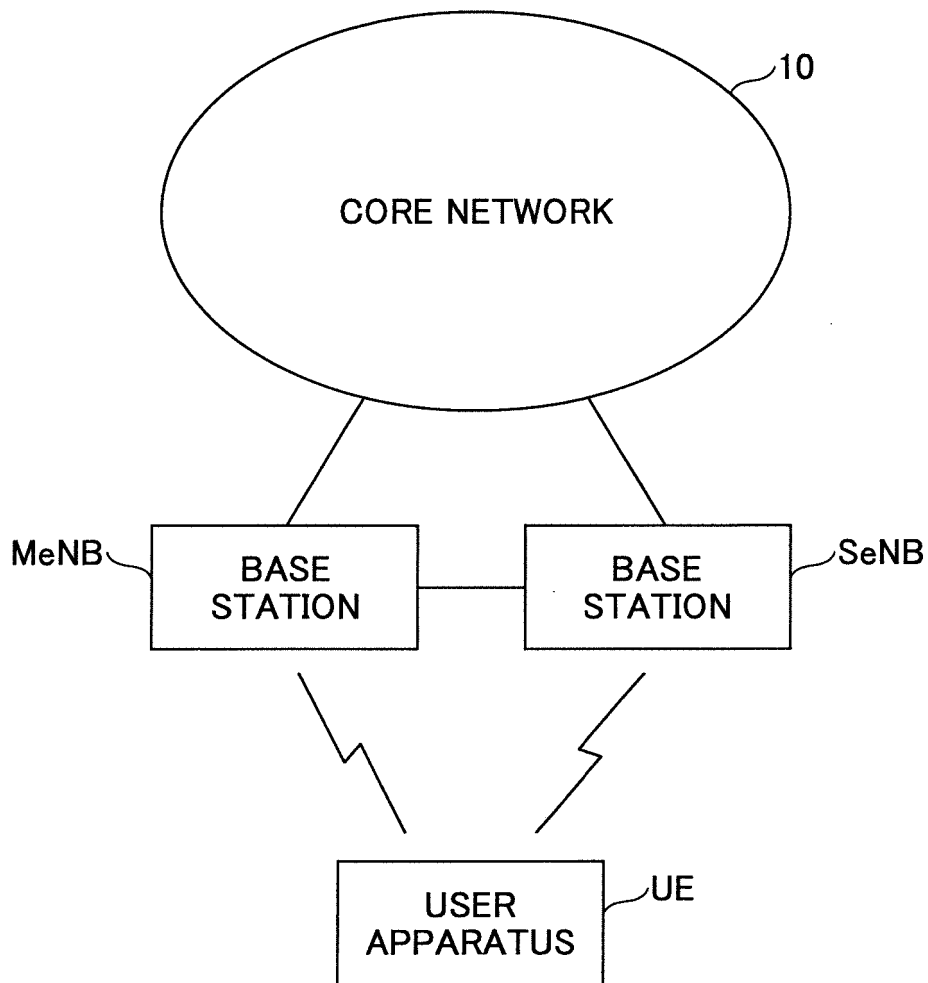 10
CORE NETWORK
MeNB
BASE
STATION
BASE
STATION
SeNB
USER
APPARATUS
UE